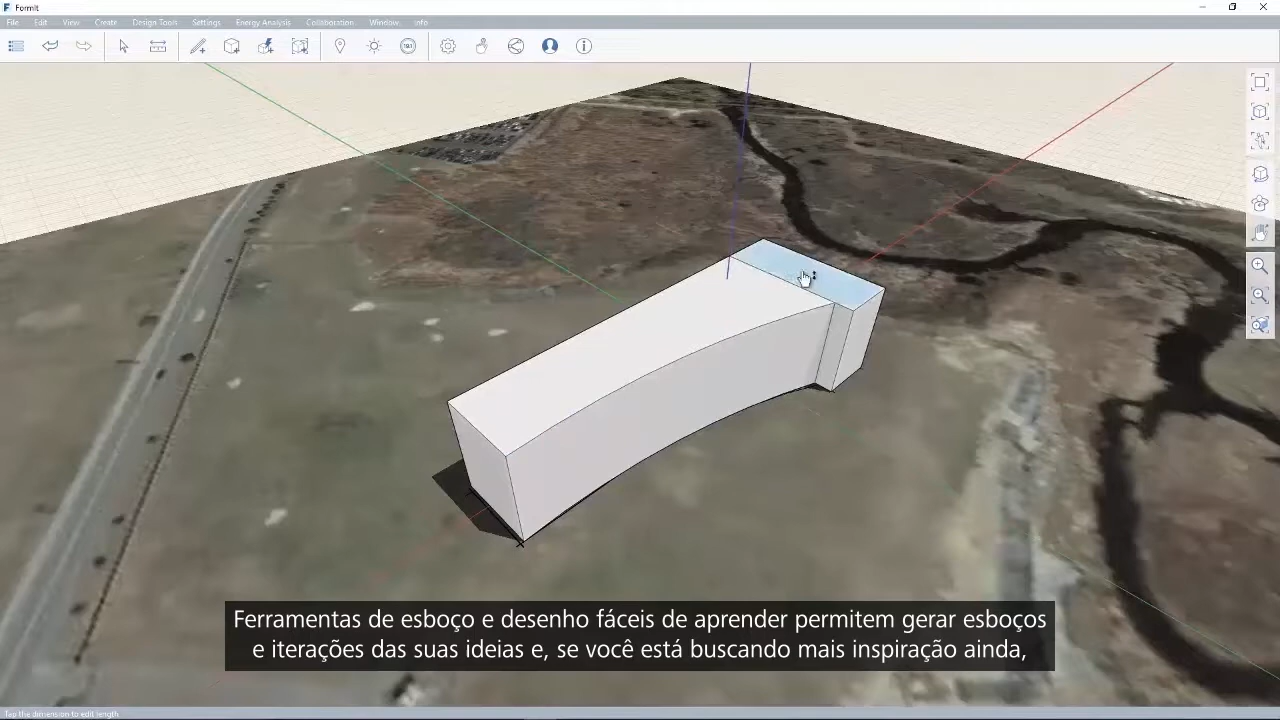 FormIt
File Edit View Create Design Tools Settings Energy Analysis Collaboration Window Info
Ferramentas de esboço e desenho fáceis de aprender permitem gerar esboços
e iterações das suas ideias e, se você está buscando mais inspiração ainda,
Tap the dimension to edit length